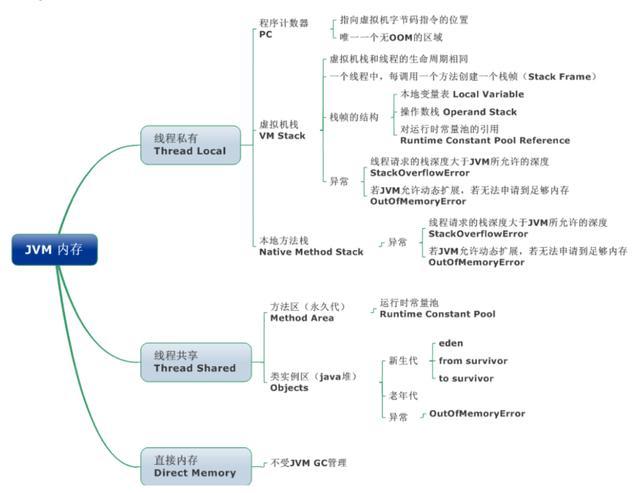 JVM 内存
线程私有
Thread Local
程序计数器
PC
指向虚拟机字节码指令的位置
唯一一个无OOM的区域
虚拟机栈
VM Stack
虚拟机栈和线程的生命周期相同
一个线程中，每调用一个方法创建一个栈帧（Stack Frame）
栈帧的结构
本地变量表 Local Variable
操作数栈 Operand Stack
对运行时常量池的引用
Runtime Constant Pool Reference
异常
线程请求的栈深度大于JVM所允许的深度
StackOverflowError
若JVM允许动态扩展，若无法申请到足够内存
OutOfMemoryError
本地方法栈
Native Method Stack
异常
线程请求的栈深度大于JVM所允许的深度
StackOverflowError
若JVM允许动态扩展，若无法申请到足够内存
OutOfMemoryError
线程共享
Thread Shared
方法区（永久代）
Method Area
运行时常量池
Runtime Constant Pool
类实例区（java堆）
Objects
新生代
eden
from survivor
to survivor
老年代
异常
OutOfMemoryError
直接内存
Direct Memory
不受JVM GC管理